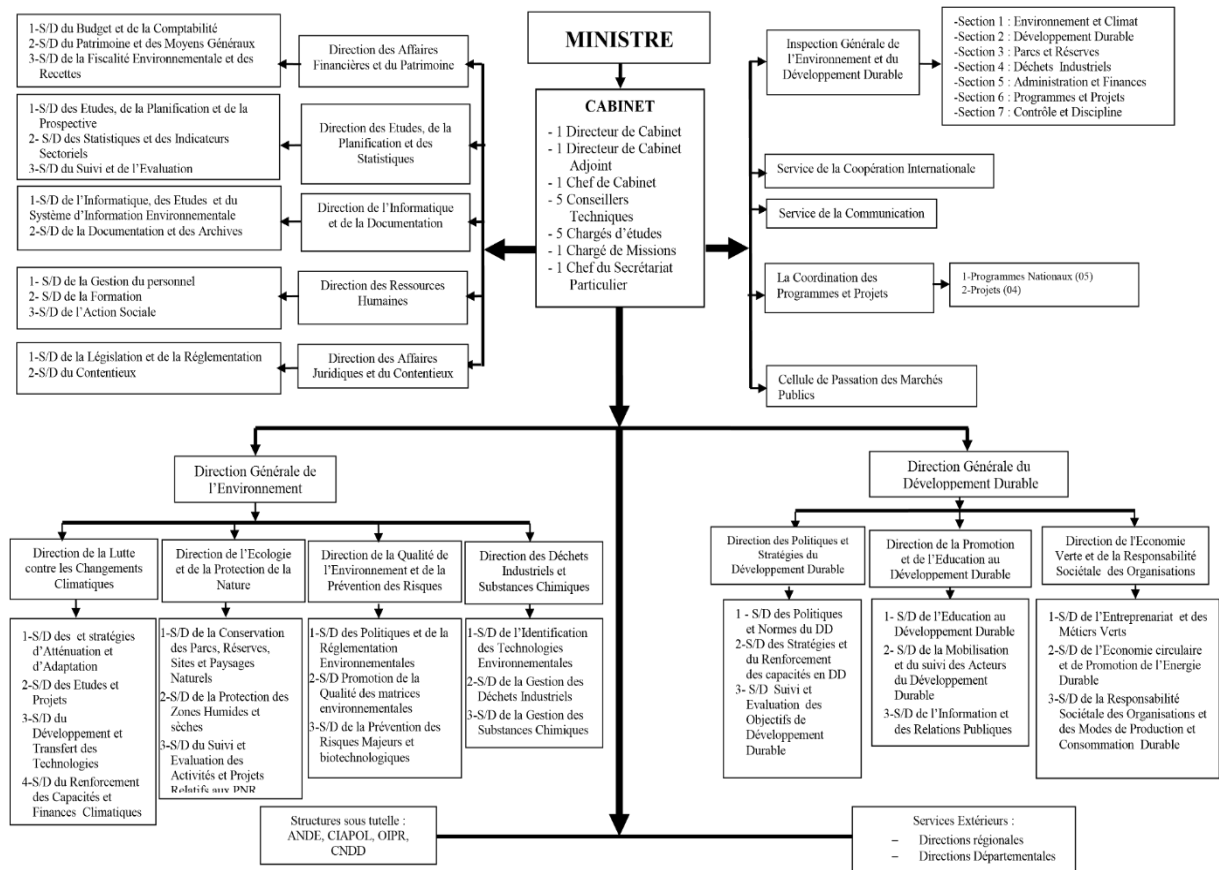 MINISTRE
CABINET
- 1 Directeur de Cabinet
- 1 Directeur de Cabinet
Adjoint
- 1 Chef de Cabinet
- 5 Conseillers
Techniques
- 5 Chargés d'études
- 1 Chargé de Missions
- 1 Chef du Secrétariat
Particulier
1-S/D du Budget et de la Comptabilité
2-S/D du Patrimoine et des Moyens Généraux
3-S/D de la Fiscalité Environnementale et des
Recettes
Direction des Affaires
Financières et du Patrimoine
1-S/D des Etudes, de la Planification et de la
Prospective
2- S/D des Statistiques et des Indicateurs
Sectoriels
3-S/D du Suivi et de l'Evaluation
Direction des Etudes, de la
Planification et des
Statistiques
1-S/D de l'Informatique, des Etudes et du
Système d'Information Environnementale
2-S/D de la Documentation et des Archives
Direction de l'Informatique
et de la Documentation
1- S/D de la Gestion du personnel
2- S/D de la Formation
3-S/D de l'Action Sociale
Direction des Ressources
Humaines
1-S/D de la Législation et de la Réglementation
2-S/D du Contentieux
Direction des Affaires
Juridiques et du Contentieux
Inspection Générale de
l'Environnement et du
Développement Durable
-Section 1 : Environnement et Climat
-Section 2 : Développement Durable
-Section 3 : Parcs et Réserves
-Section 4 : Déchets Industriels
-Section 5 : Administration et Finances
-Section 6 : Programmes et Projets
-Section 7 : Contrôle et Discipline
Service de la Coopération Internationale
Service de la Communication
La Coordination des
Programmes et Projets
1-Programmes Nationaux (05)
2-Projets (04)
Cellule de Passation des Marchés
Publics
Direction Générale de
l'Environnement
Direction de la Lutte
contre les Changements
Climatiques
1-S/D des et stratégies
d'Atténuation et
d'Adaptation
2-S/D des Etudes et
Projets
3-S/D du
Développement et
Transfert des
Technologies
4-S/D du Renforcement
des Capacités et
Finances Climatiques
Direction de l'Ecologie
et de la Protection de la
Nature
1-S/D de la Conservation
des Parcs, Réserves,
Sites et Paysages
Naturels
2-S/D de la Protection des
Zones Humides et
sèches
3-S/D du Suivi et
Evaluation des
Activités et Projets
Relatifs aux PNR
Direction de la Qualité de
l'Environnement et de la
Prévention des Risques
1-S/D des Politiques et de la
Réglementation
Environnementales
2-S/D Promotion de la
Qualité des matrices
environnementales
3-S/D de la Prévention des
Risques Majeurs et
biotechnologiques
Direction des Déchets
Industriels et
Substances Chimiques
1-S/D de l'Identification
des Technologies
Environnementales
2-S/D de la Gestion des
Déchets Industriels
3-S/D de la Gestion des
Substances Chimiques
Direction Générale du
Développement Durable
Direction des Politiques et
Stratégies du
Développement Durable
1 - S/D des Politiques
et Normes du DD
2-S/D des Stratégies et
du Renforcement
des capacités en DD
3- S/D Suivi et
Evaluation des
Objectifs de
Développement
Durable
Direction de la Promotion
et de l'Education au
Développement Durable
1- S/D de l'Education au
Développement Durable
2- S/D de la Mobilisation
et du suivi des Acteurs
du Développement
Durable
3-S/D de l'Information et
des Relations Publiques
Direction de l'Economie
Verte et de la Responsabilité
Sociétale des Organisations
1-S/D de l'Entreprenariat et des
Métiers Verts
2-S/D de l'Economie circulaire
et de Promotion de l'Energie
Durable
3-S/D de la Responsabilité
Sociétale des Organisations et
des Modes de Production et
Consommation Durable
Structures sous tutelle :
ANDE, CIAPOL, OIPR,
CNDD
Services Extérieurs :
– Directions régionales
– Directions Départementales